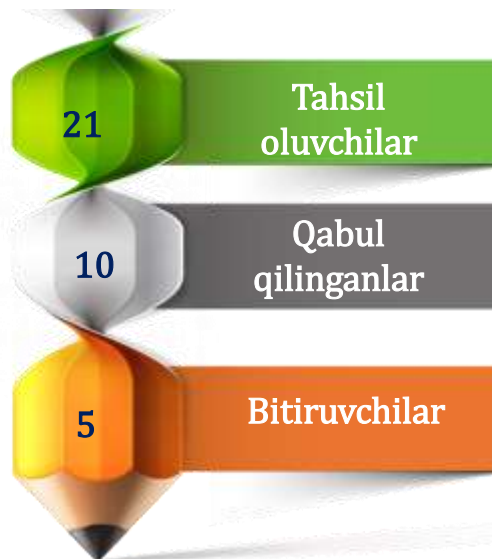 21
Tahsil
oluvchilar
10
Qabul
qilinganlar
5
Bitiruvchilar